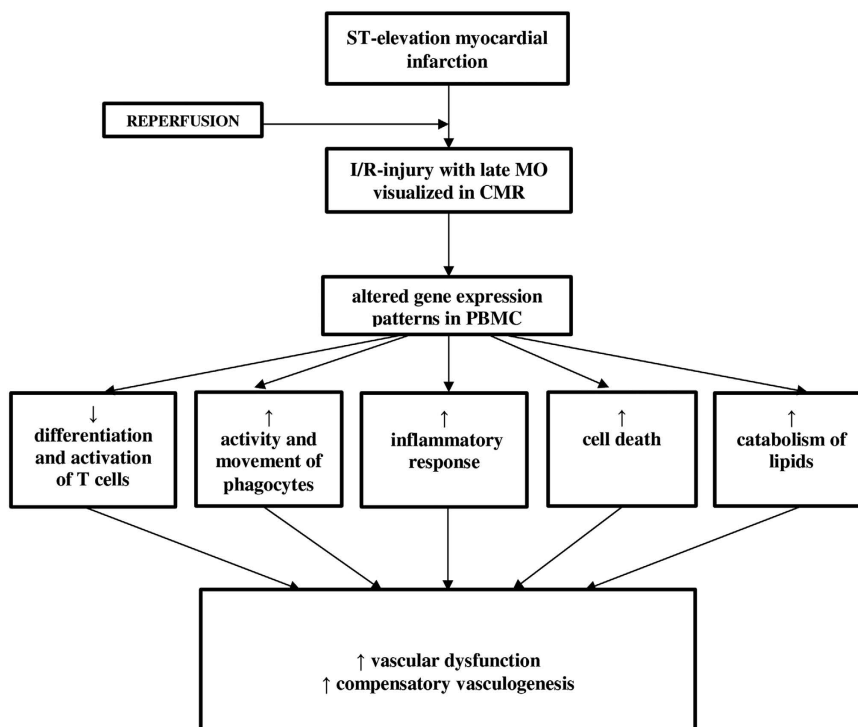 ST-elevation myocardial
infarction
REPERFUSION
I/R-injury with late MO
visualized in CMR
altered gene expression
patterns in PBMC
↓
differentiation
and activation
of T cells
↑
activity and
movement of
phagocytes
↑
inflammatory
response
↑
cell death
↑
catabolism of
lipids
↑ vascular dysfunction
↑ compensatory vasculogenesis